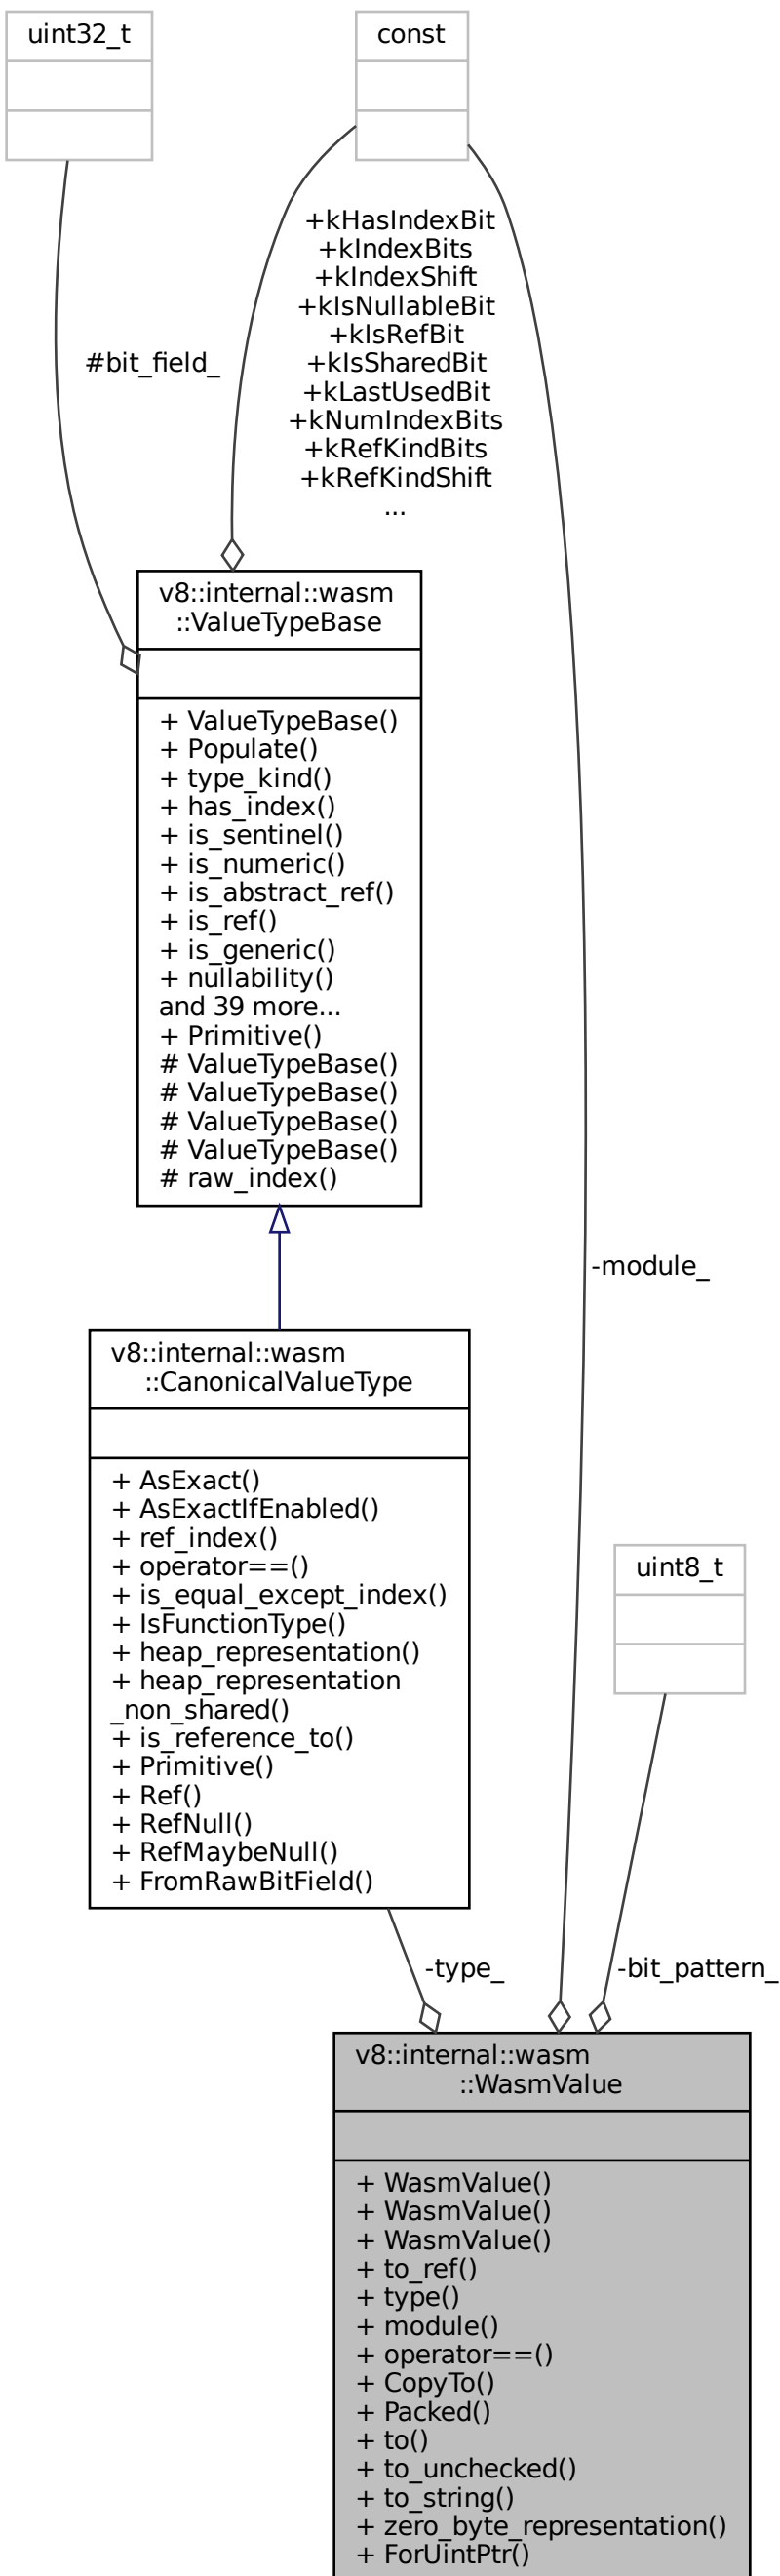 uint32_t
const
+kHasIndexBit
+kIndexBits
+kIndexShift
+kIsNullableBit
+kIsRefBit
+kIsSharedBit
+kLastUsedBit
+kNumIndexBits
+kRefKindBits
+kRefKindShift
...
#bit_field_
v8::internal::wasm
::ValueTypeBase
+ ValueTypeBase()
+ Populate()
+ type_kind()
+ has_index()
+ is_sentinel()
+ is_numeric()
+ is_abstract_ref()
+ is_ref()
+ is_generic()
+ nullability()
and 39 more...
+ Primitive()
# ValueTypeBase()
# ValueTypeBase()
# ValueTypeBase()
# ValueTypeBase()
# raw_index()
-module_
v8::internal::wasm
::CanonicalValueType
+ AsExact()
+ AsExactIfEnabled()
+ ref_index()
+ operator==()
+ is_equal_except_index()
+ IsFunctionType()
+ heap_representation()
+ heap_representation
_non_shared()
+ is_reference_to()
+ Primitive()
+ Ref()
+ RefNull()
+ RefMaybeNull()
+ FromRawBitField()
uint8_t
-type_
-bit_pattern_
v8::internal::wasm
::WasmValue
+ WasmValue()
+ WasmValue()
+ WasmValue()
+ to_ref()
+ type()
+ module()
+ operator==()
+ CopyTo()
+ Packed()
+ to()
+ to_unchecked()
+ to_string()
+ zero_byte_representation()
+ ForUintPtr()